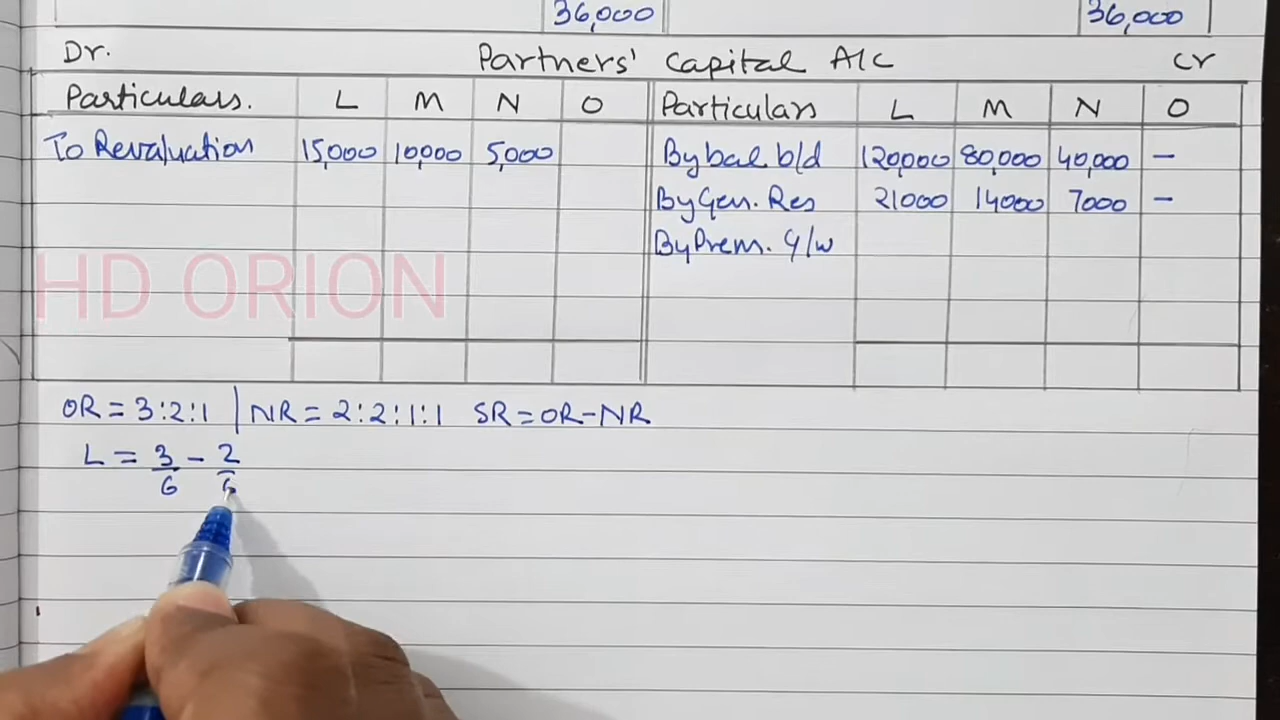 36,000 36,000
Dr. Partners' Capital A/C Cr
Particulars. L M N O Particulars L M N O
To Revaluation 15,000 10,000 5,000 By bal b/d 120,000 80,000 40,000 —
By Gen. Res 21000 14000 7000 —
By Prem. G/w
HD ORION
OR = 3:2:1 | NR = 2:2:1:1 SR = OR-NR
L = 3/6 - 2/6